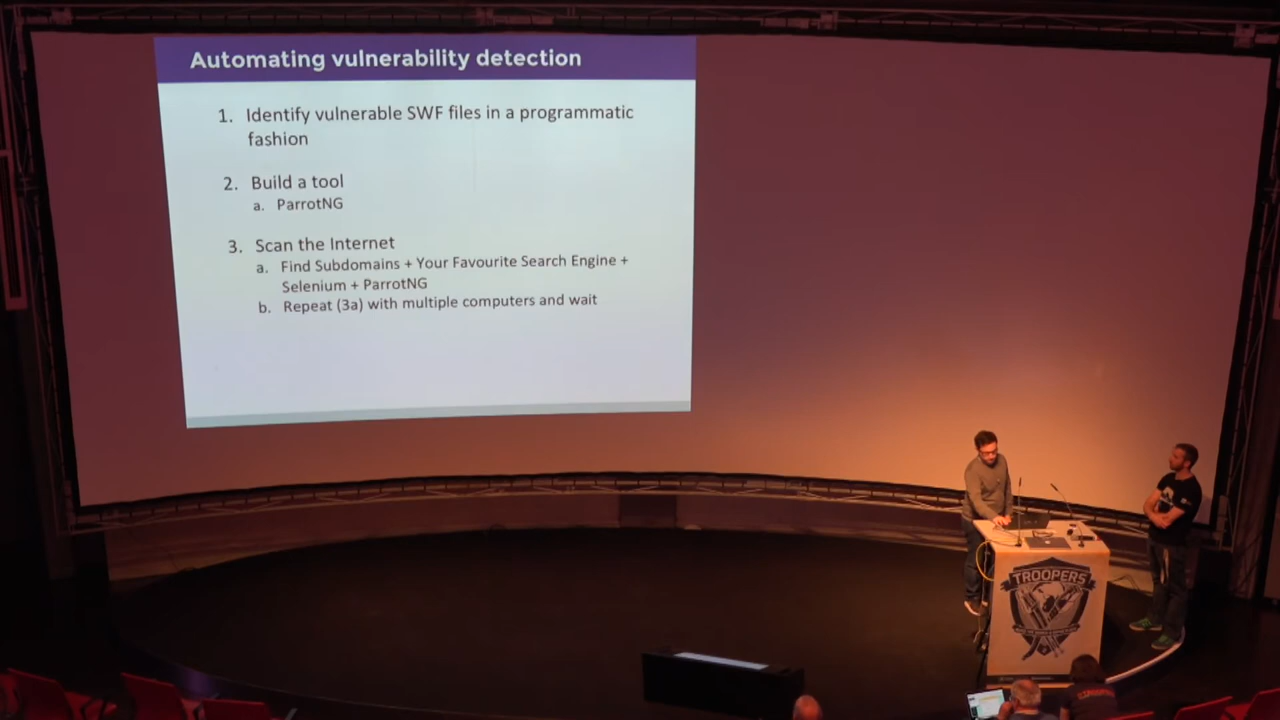 Automating vulnerability detection
1. Identify vulnerable SWF files in a programmatic
fashion
2. Build a tool
a. ParrotNG
3. Scan the Internet
a. Find Subdomains + Your Favourite Search Engine +
Selenium + ParrotNG
b. Repeat (3a) with multiple computers and wait
TROOPERS